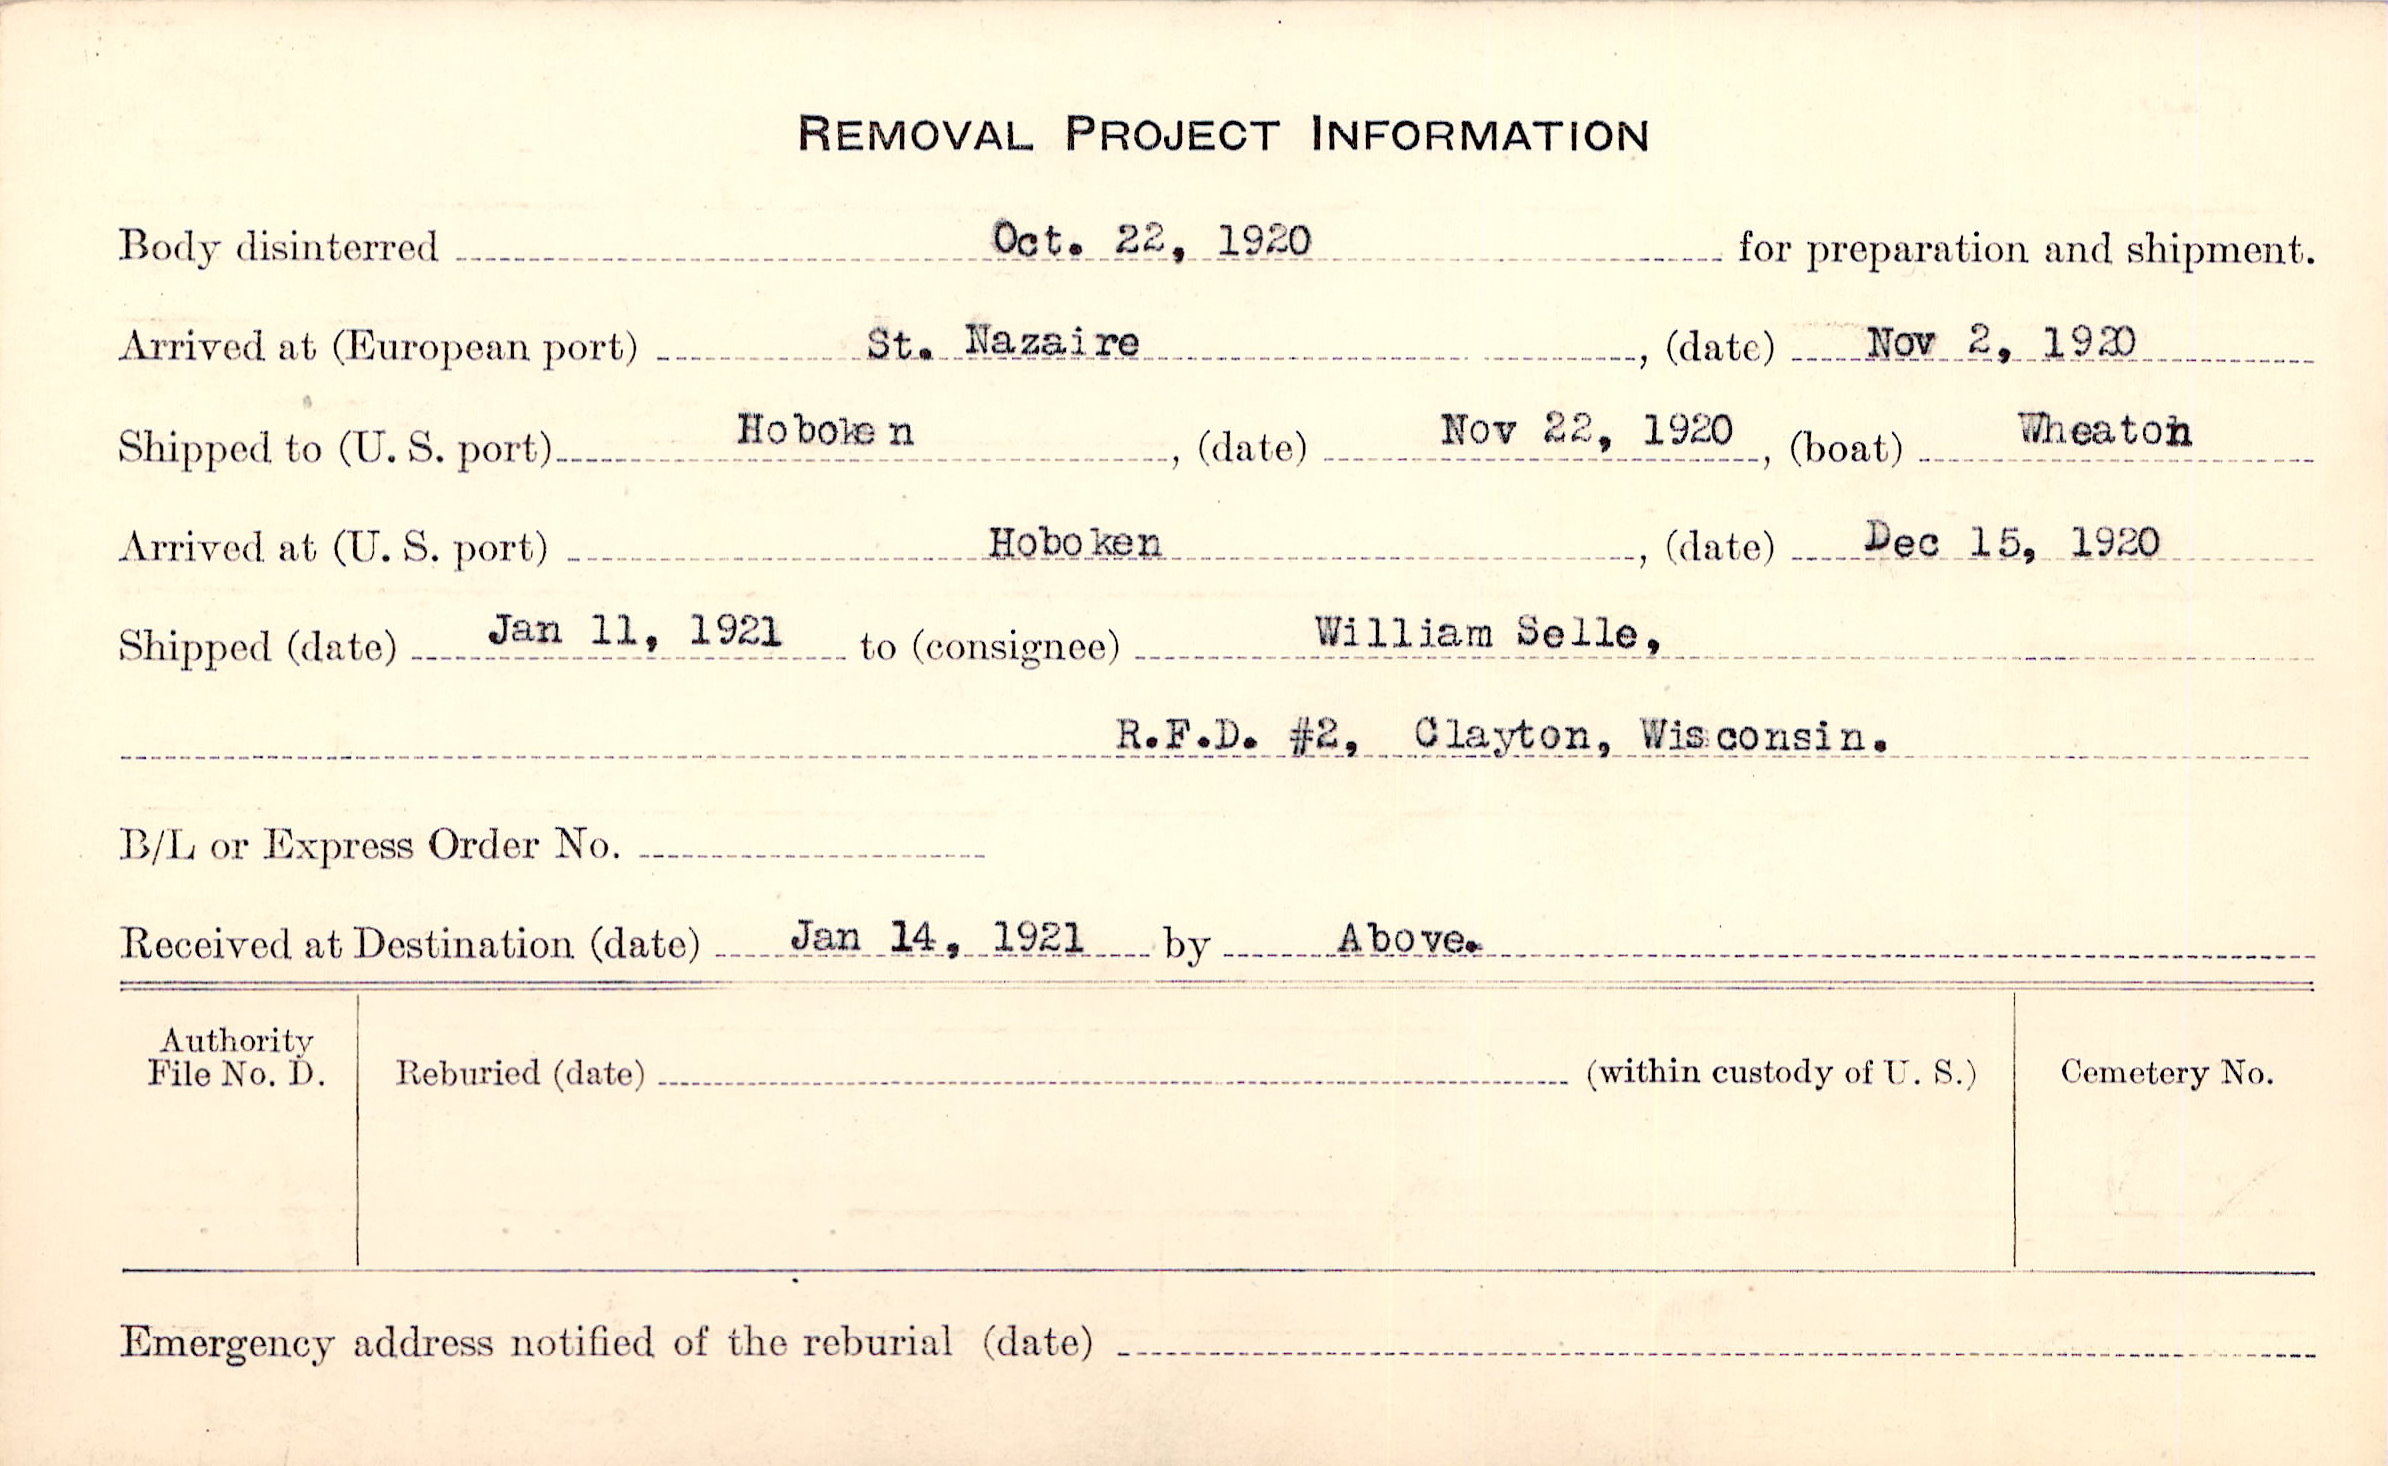 REMOVAL PROJECT INFORMATION
Body disinterred Oct. 22, 1920 for preparation and shipment.
Arrived at (European port) St. Nazaire, (date) Nov 2, 1920
Shipped to (U. S. port) Hoboken, (date) Nov 22, 1920, (boat) Wheaton
Arrived at (U. S. port) Hoboken, (date) Dec 15, 1920
Shipped (date) Jan 11, 1921 to (consignee) William Selle,
R.F.D. #2, Clayton, Wisconsin.
B/L or Express Order No.
Received at Destination (date) Jan 14, 1921 by Above.
Authority
File No. D. Reburied (date) (within custody of U. S.) Cemetery No.
Emergency address notified of the reburial (date)